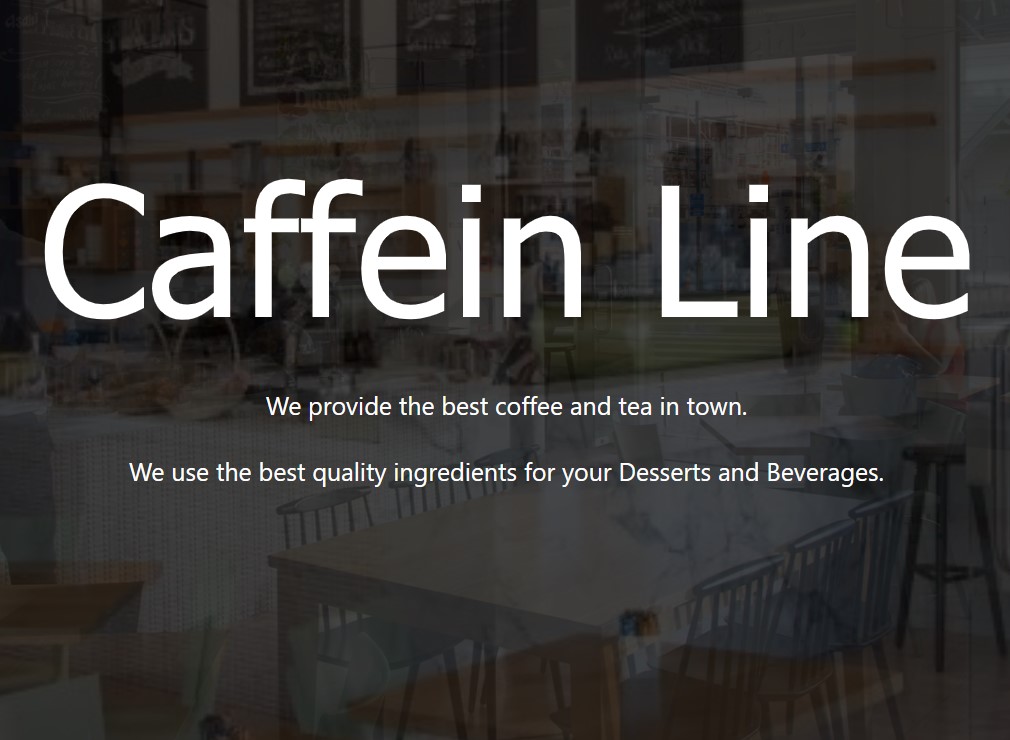 Caffein Line
We provide the best coffee and tea in town.
We use the best quality ingredients for your Desserts and Beverages.